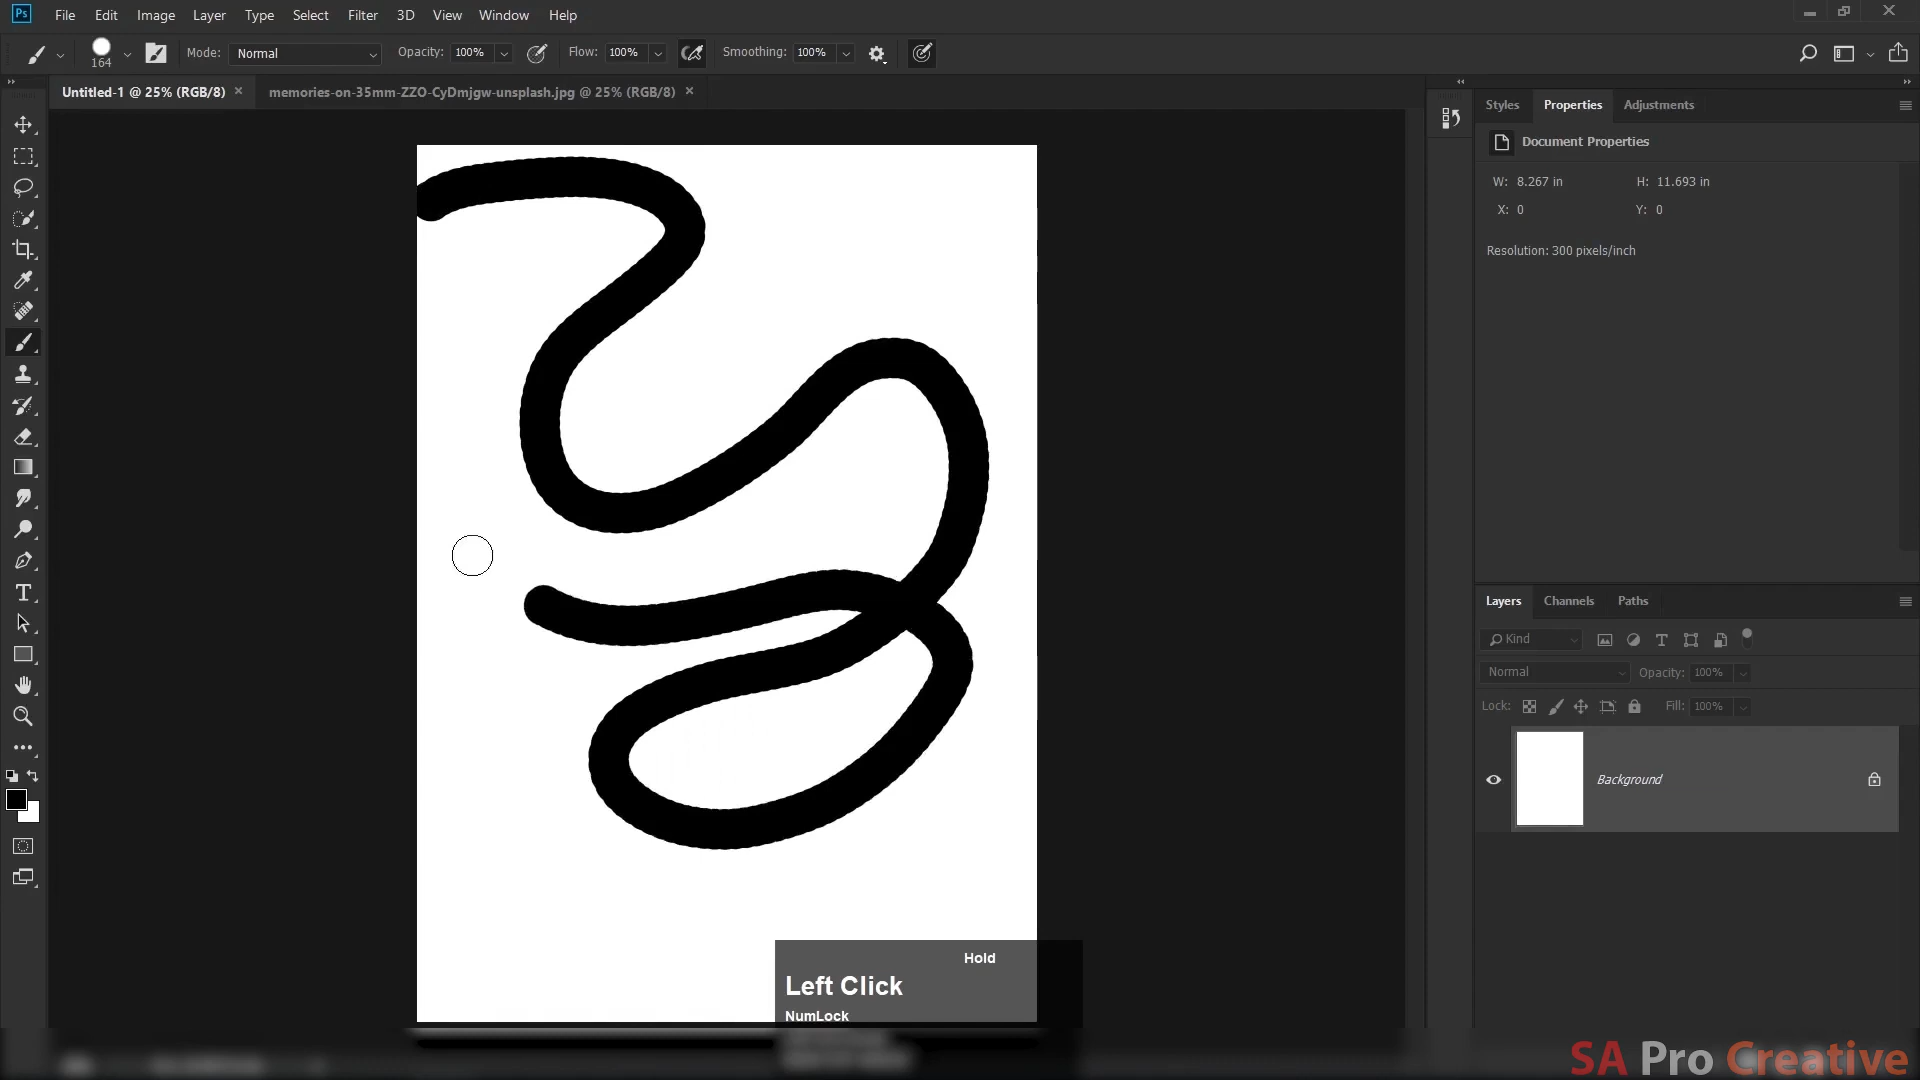 Ps File Edit Image Layer Type Select Filter 3D View Window Help
164 Mode: Normal Opacity: 100% Flow: 100% Smoothing: 100%
Untitled-1 @ 25% (RGB/8) × memories-on-35mm-ZZO-CyDmjgw-unsplash.jpg @ 25% (RGB/8) ×
Styles Properties Adjustments
Document Properties
W: 8.267 in H: 11.693 in
X: 0 Y: 0
Resolution: 300 pixels/inch
Layers Channels Paths
Kind
Normal Opacity: 100%
Lock: Fill: 100%
Background
Hold
Left Click
NumLock
SA Pro Creative